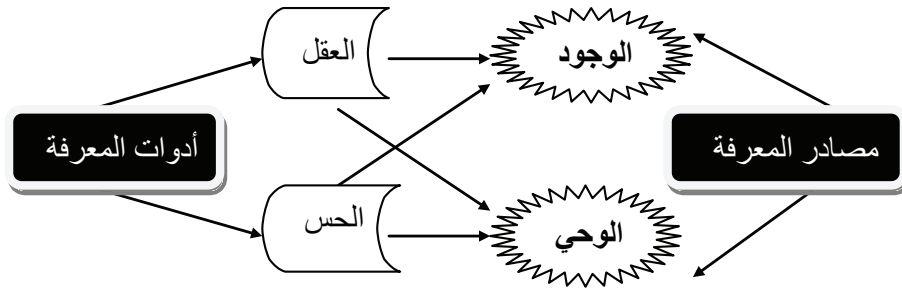 الوجود
العقل
مصادر المعرفة
أدوات المعرفة
الوحي
الحس